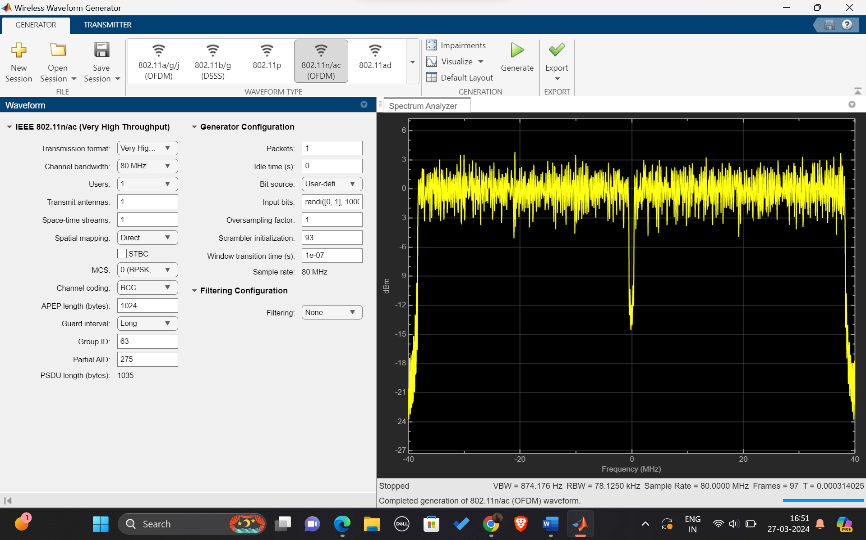 Wireless Waveform Generator
GENERATOR TRANSMITTER
New Session
Open Session
Save Session
FILE
802.11a/g/j (OFDM)
802.11b/g (DSSS)
802.11p
802.11n/ac (OFDM)
802.11ad
WAVEFORM TYPE
Impairments
Visualize
Default Layout
Generate
GENERATION
Export
EXPORT
Waveform
IEEE 802.11n/ac (Very High Throughput)
Transmission format: Very Hig...
Channel bandwidth: 80 MHz
Users: 1
Transmit antennas: 1
Space-time streams: 1
Spatial mapping: Direct
STBC
MCS: 0 (BPSK,
Channel coding: BCC
APEP length (bytes): 1024
Guard interval: Long
Group ID: 63
Partial AID: 275
PSDU length (bytes): 1035
Generator Configuration
Packets: 1
Idle time (s): 0
Bit source: User-defi
Input bits: randi([0, 1], 1000
Oversampling factor: 1
Scrambler initialization: 93
Window transition time (s): 1e-07
Sample rate: 80 MHz
Filtering Configuration
Filtering: None
Spectrum Analyzer
6
3
0
3
-6
9
-12
-15
-18
-21
-24
-27
dBm
-40 -20 0 20 40
Frequency (MHz)
Stopped VBW = 874.176 Hz RBW = 78.1250 kHz Sample Rate = 80.0000 MHz Frames = 97 T = 0.000314025
Completed generation of 802.11n/ac (OFDM) waveform.
1
Search
DELL
ENG
IN
16:51
27-03-2024